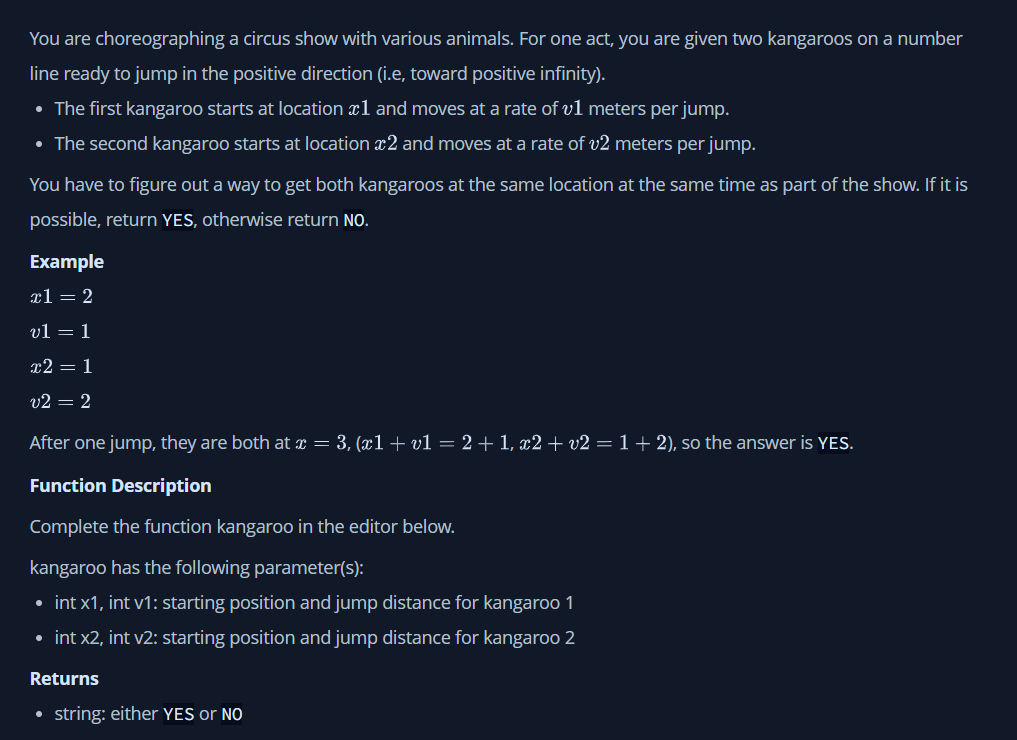 You are choreographing a circus show with various animals. For one act, you are given two kangaroos on a number
line ready to jump in the positive direction (i.e, toward positive infinity).
• The first kangaroo starts at location x1 and moves at a rate of v1 meters per jump.
• The second kangaroo starts at location x2 and moves at a rate of v2 meters per jump.
You have to figure out a way to get both kangaroos at the same location at the same time as part of the show. If it is
possible, return YES, otherwise return NO.
Example
x1 = 2
v1 = 1
x2 = 1
v2 = 2
After one jump, they are both at x = 3, (x1 + v1 = 2 + 1, x2 + v2 = 1 + 2), so the answer is YES.
Function Description
Complete the function kangaroo in the editor below.
kangaroo has the following parameter(s):
• int x1, int v1: starting position and jump distance for kangaroo 1
• int x2, int v2: starting position and jump distance for kangaroo 2
Returns
• string: either YES or NO